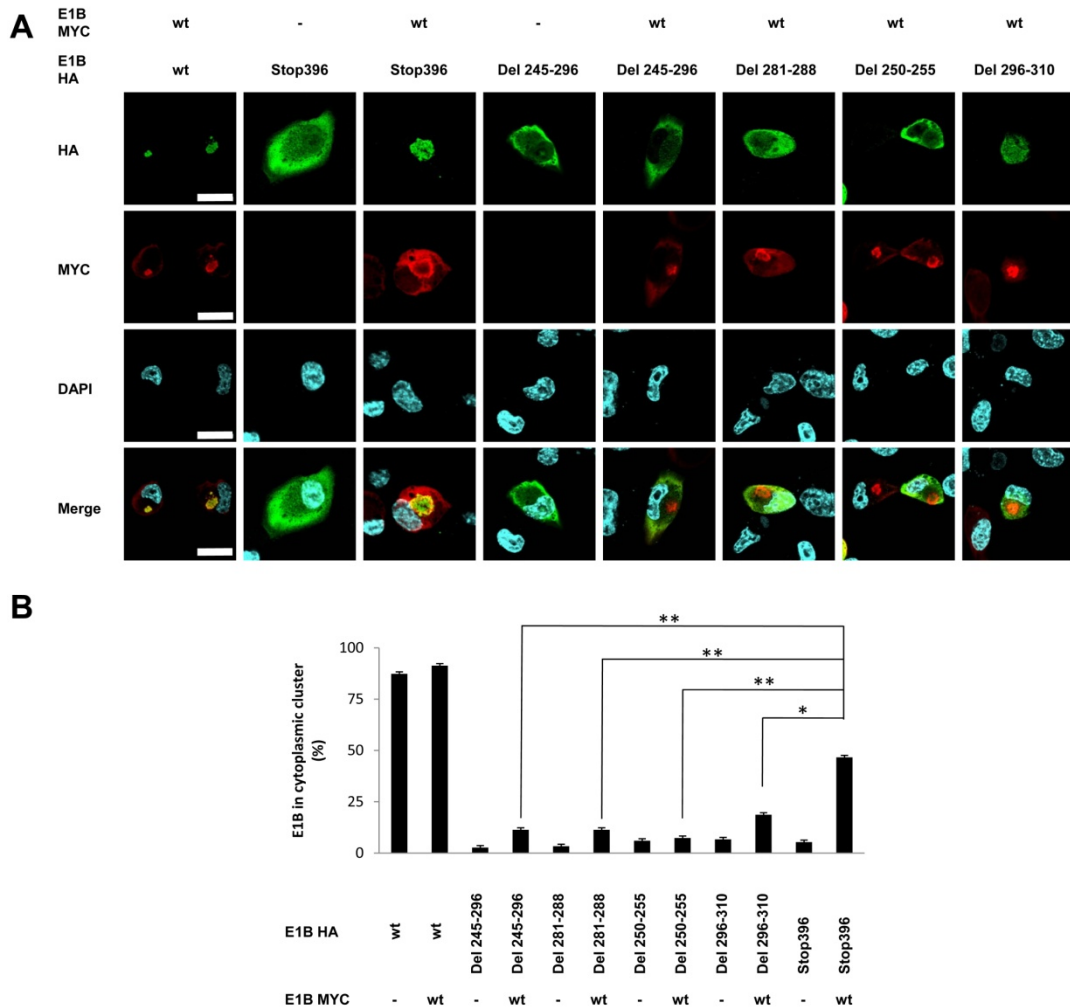 A
E1B
MYC
wt - wt - wt wt wt wt
E1B
HA
wt Stop396 Stop396 Del 245-296 Del 245-296 Del 281-288 Del 250-255 Del 296-310
HA
MYC
DAPI
Merge
B
E1B in cytoplasmic cluster
(%)
100
75
50
25
0
**
**
**
*
E1B HA
wt
wt
Del 245-296
Del 245-296
Del 281-288
Del 281-288
Del 250-255
Del 250-255
Del 296-310
Del 296-310
Stop396
Stop396
E1B MYC - wt - wt - wt - wt - wt - wt